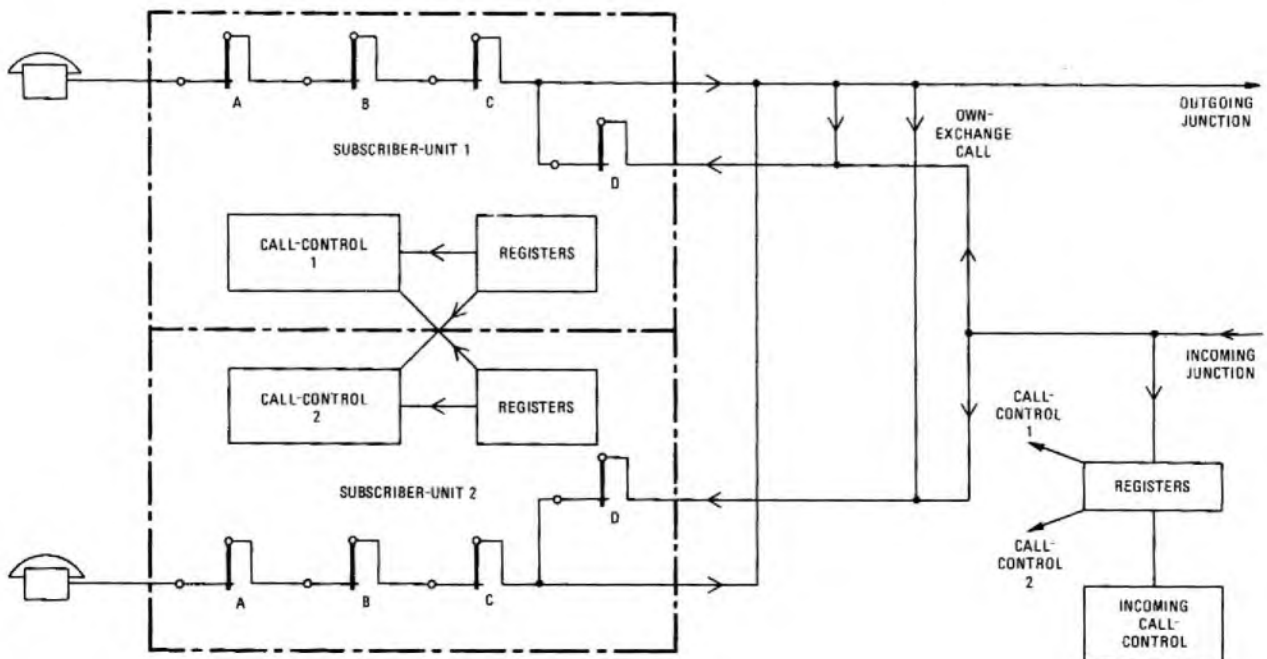 A
B
C
SUBSCRIBER-UNIT 1
D
OWN-
EXCHANGE
CALL
OUTGOING
JUNCTION
CALL-CONTROL
1
REGISTERS
CALL-CONTROL
2
REGISTERS
INCOMING
JUNCTION
CALL-
CONTROL
1
REGISTERS
CALL-
CONTROL
2
INCOMING
CALL-
CONTROL
SUBSCRIBER-UNIT 2
D
A
B
C